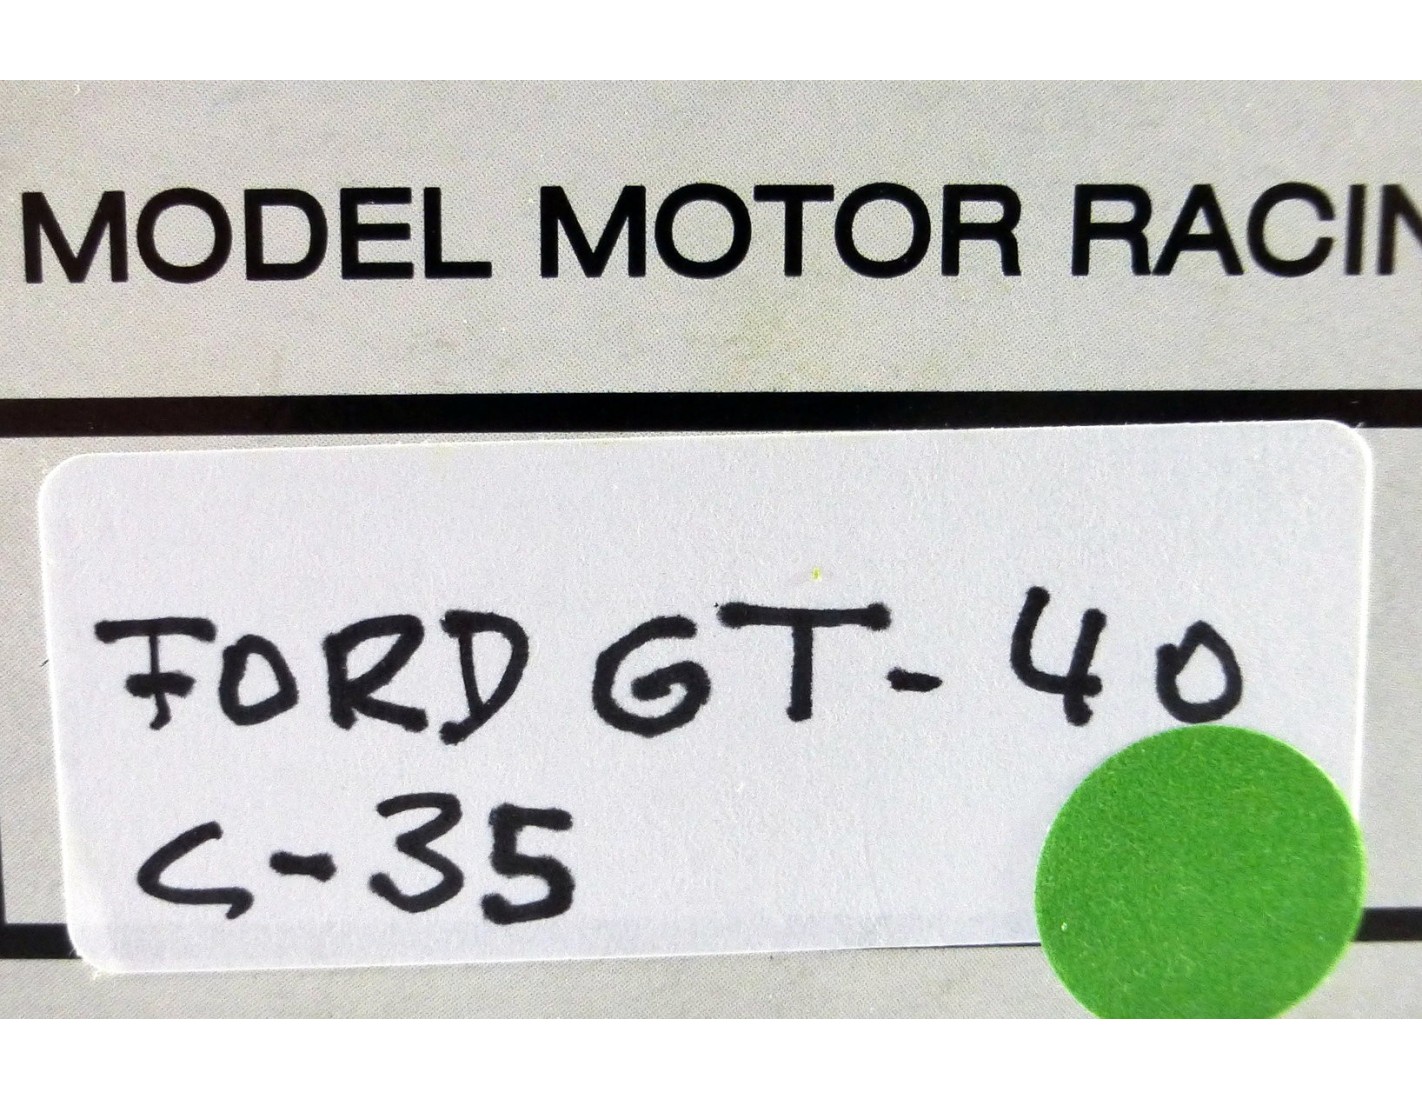 MODEL MOTOR RACIN
FORD GT-40
C-35